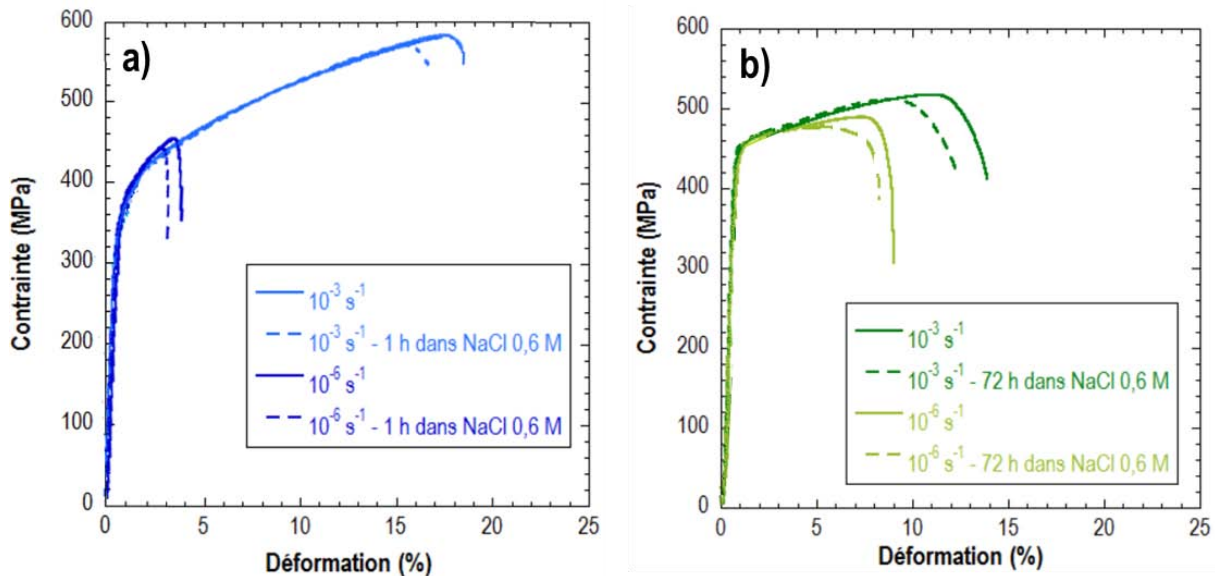 a)
600
500
400
300
200
100
0
0 5 10 15 20 25
Contrainte (MPa)
Déformation (%)
10⁻³ s⁻¹
10⁻³ s⁻¹ - 1 h dans NaCl 0,6 M
10⁻⁶ s⁻¹
10⁻⁶ s⁻¹ - 1 h dans NaCl 0,6 M
b)
600
500
400
300
200
100
0
0 5 10 15 20 25
Contrainte (MPa)
Déformation (%)
10⁻³ s⁻¹
10⁻³ s⁻¹ - 72 h dans NaCl 0,6 M
10⁻⁶ s⁻¹
10⁻⁶ s⁻¹ - 72 h dans NaCl 0,6 M